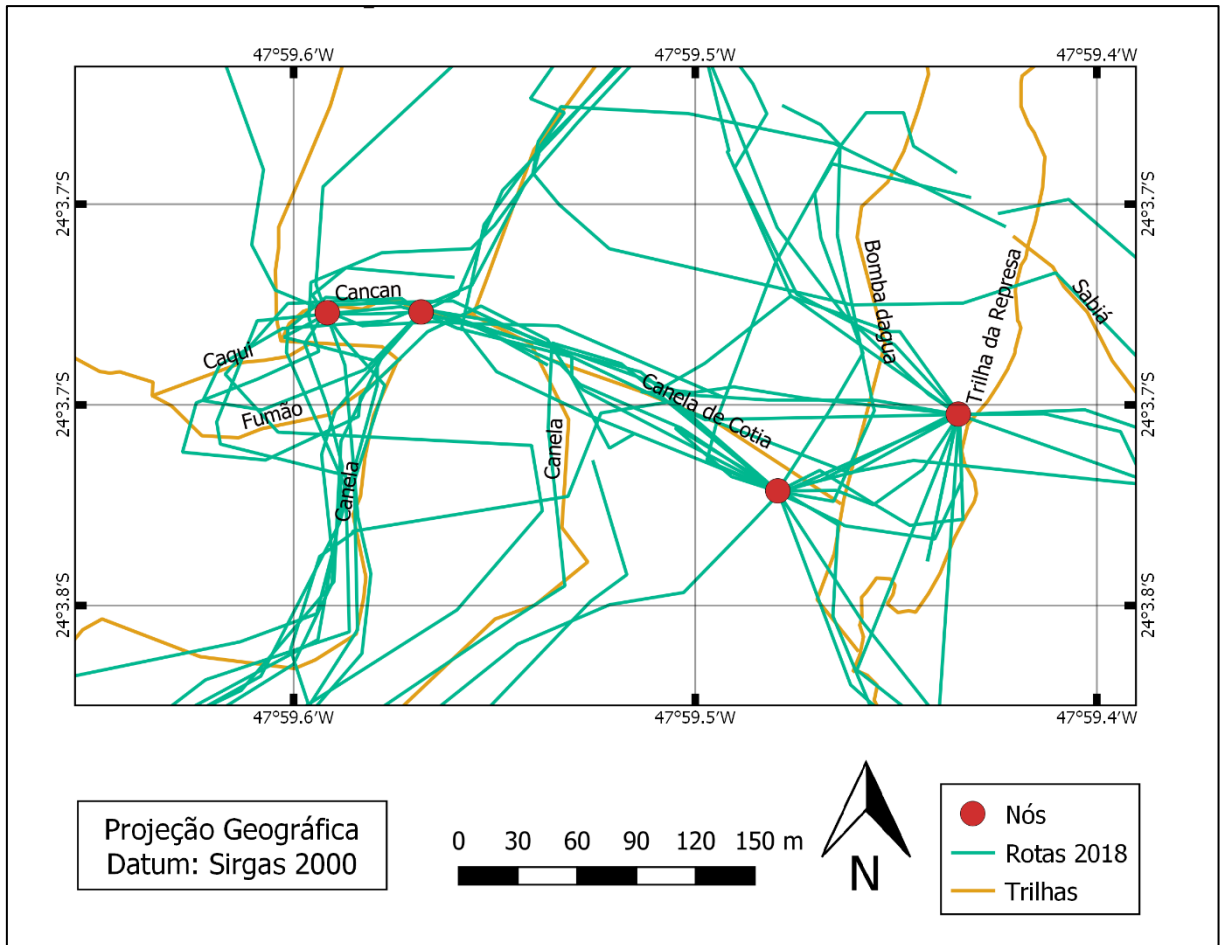 47°59.6'W
47°59.5'W
47°59.4'W
24°3.7'S
24°3.7'S
Bomba dagua
Trilha da Represa
Sabiá
Cancan
Caqui
24°3.7'S
24°3.7'S
Fumão
Canela de Cotia
Canela
Canela
24°3.8'S
24°3.8'S
47°59.6'W
47°59.5'W
47°59.4'W
Projeção Geográfica
Datum: Sirgas 2000
0 30 60 90 120 150 m
N
Nós
Rotas 2018
Trilhas